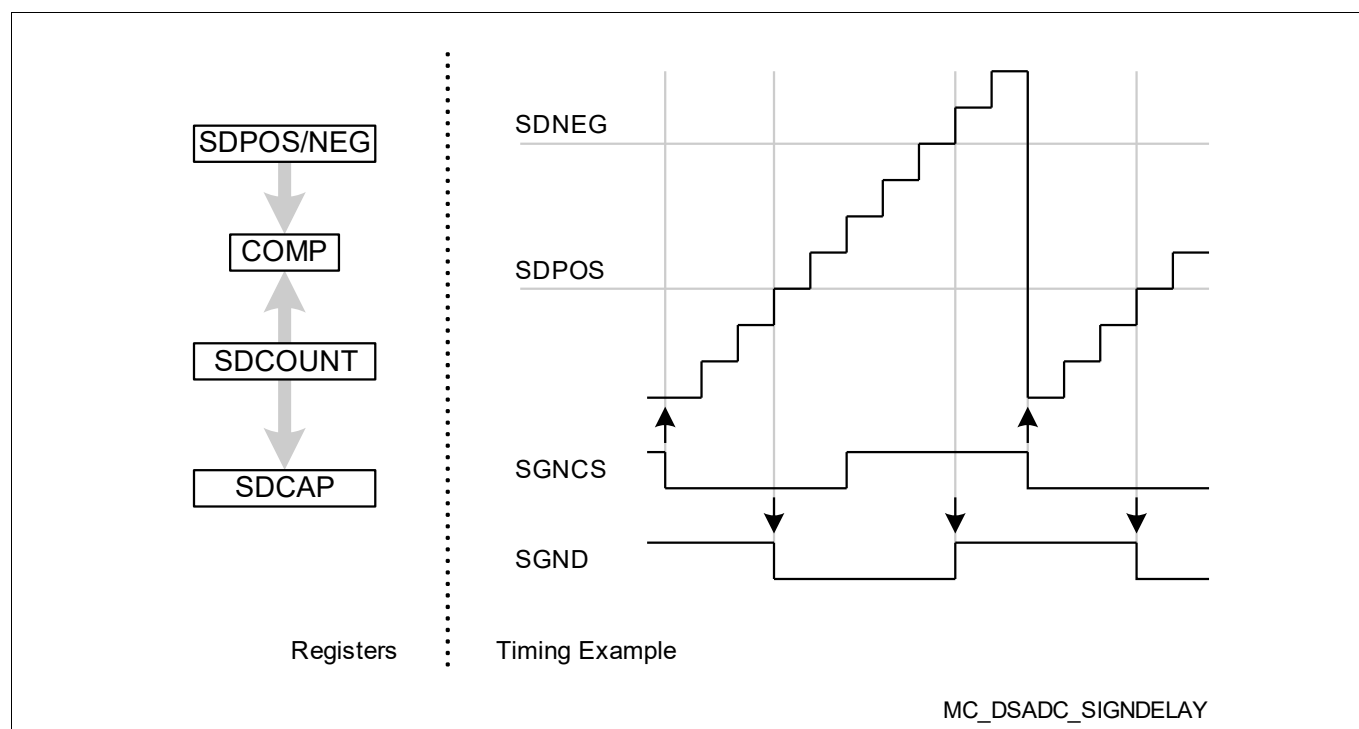 SDPOS/NEG
COMP
SDCOUNT
SDCAP
Registers
SDNEG
SDPOS
SGNCS
SGND
Timing Example
MC_DSADC_SIGNDELAY